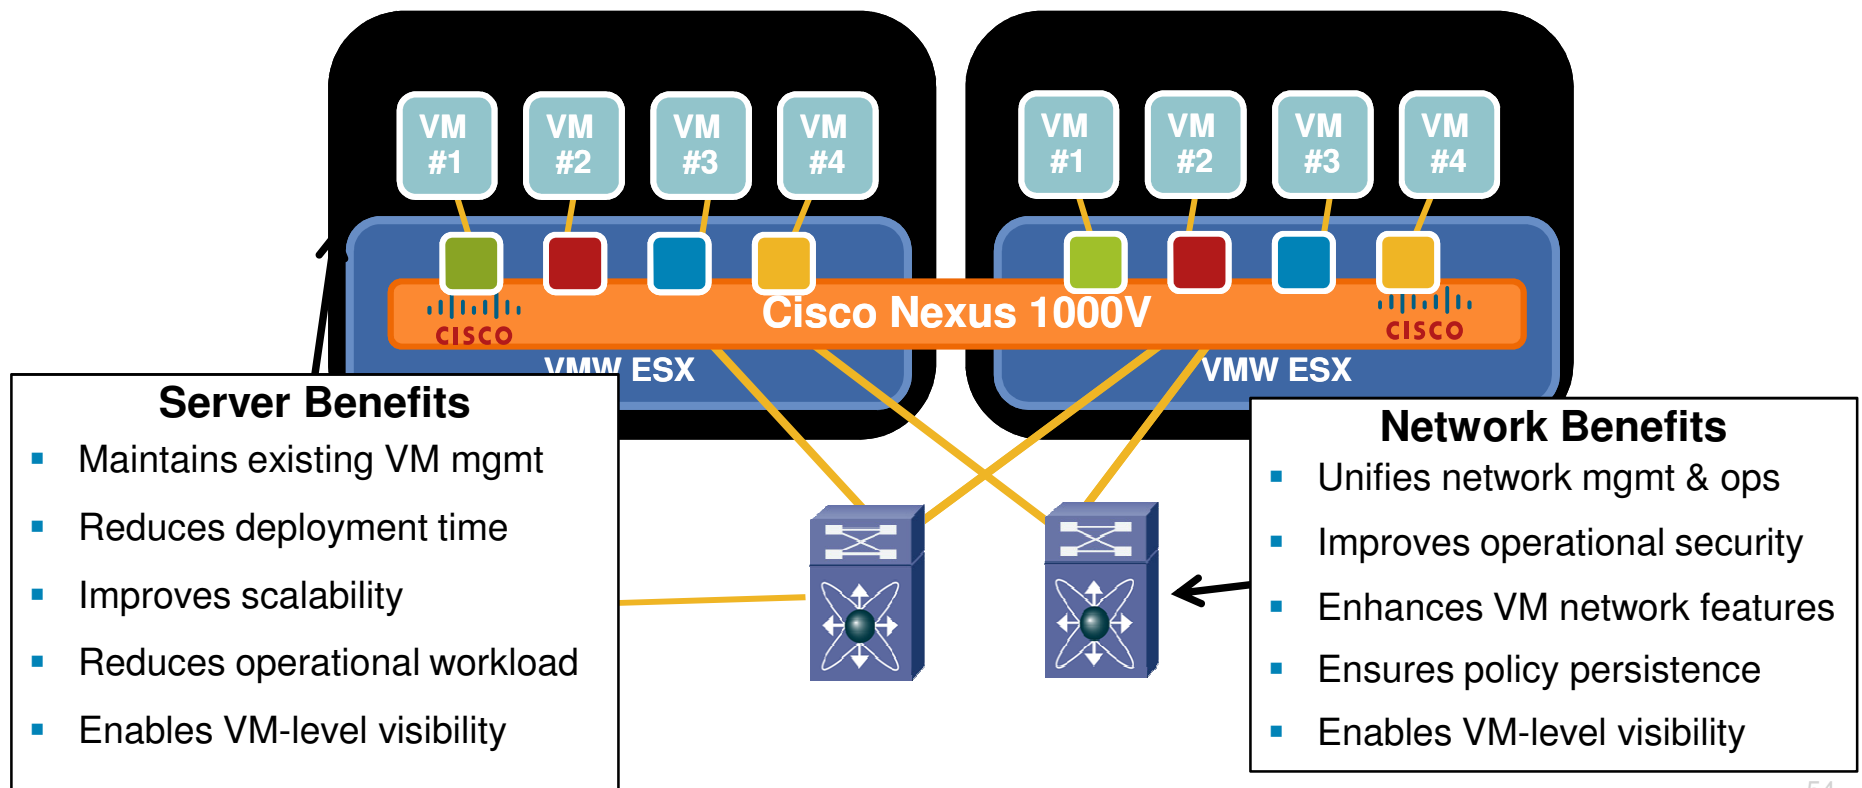 VM
#1
VM
#2
VM
#3
VM
#4
VM
#1
VM
#2
VM
#3
VM
#4
Cisco Nexus 1000V
CISCO
CISCO
VMW ESX
VMW ESX
Server Benefits
Maintains existing VM mgmt
Reduces deployment time
Improves scalability
Reduces operational workload
Enables VM-level visibility
Network Benefits
Unifies network mgmt & ops
Improves operational security
Enhances VM network features
Ensures policy persistence
Enables VM-level visibility